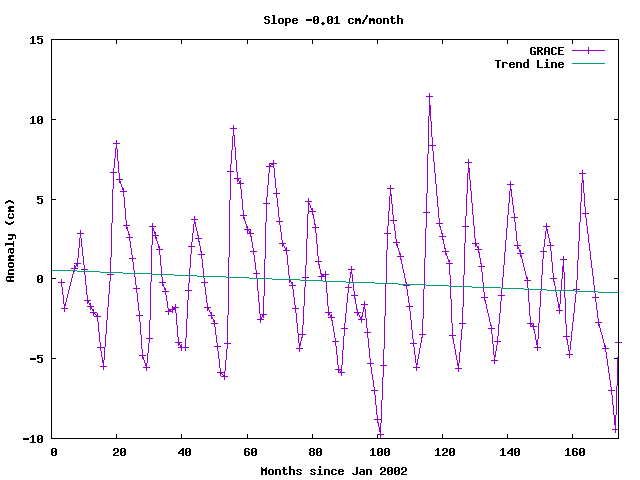 Slope -0.01 cm/month
15
GRACE
Trend Line
10
5
Anomaly (cm)
0
-5
-10
0 20 40 60 80 100 120 140 160
Months since Jan 2002